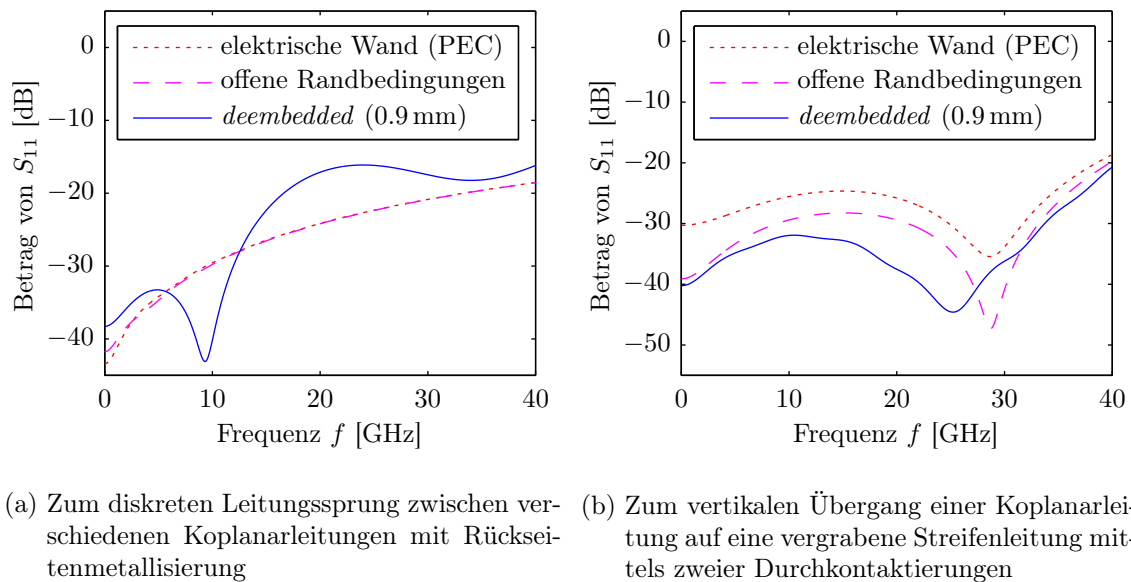 0
−10
−20
−30
−40
Betrag von S11 [dB]
elektrische Wand (PEC)
offene Randbedingungen
deembedded (0.9 mm)
0 10 20 30 40
Frequenz f [GHz]
(a) Zum diskreten Leitungssprung zwischen ver-
schiedenen Koplanarleitungen mit Rücksei-
tenmetallisierung
0
−10
−20
−30
−40
−50
Betrag von S11 [dB]
elektrische Wand (PEC)
offene Randbedingungen
deembedded (0.9 mm)
0 10 20 30 40
Frequenz f [GHz]
(b) Zum vertikalen Übergang einer Koplanarlei-
tung auf eine vergrabene Streifenleitung mit-
tels zweier Durchkontaktierungen